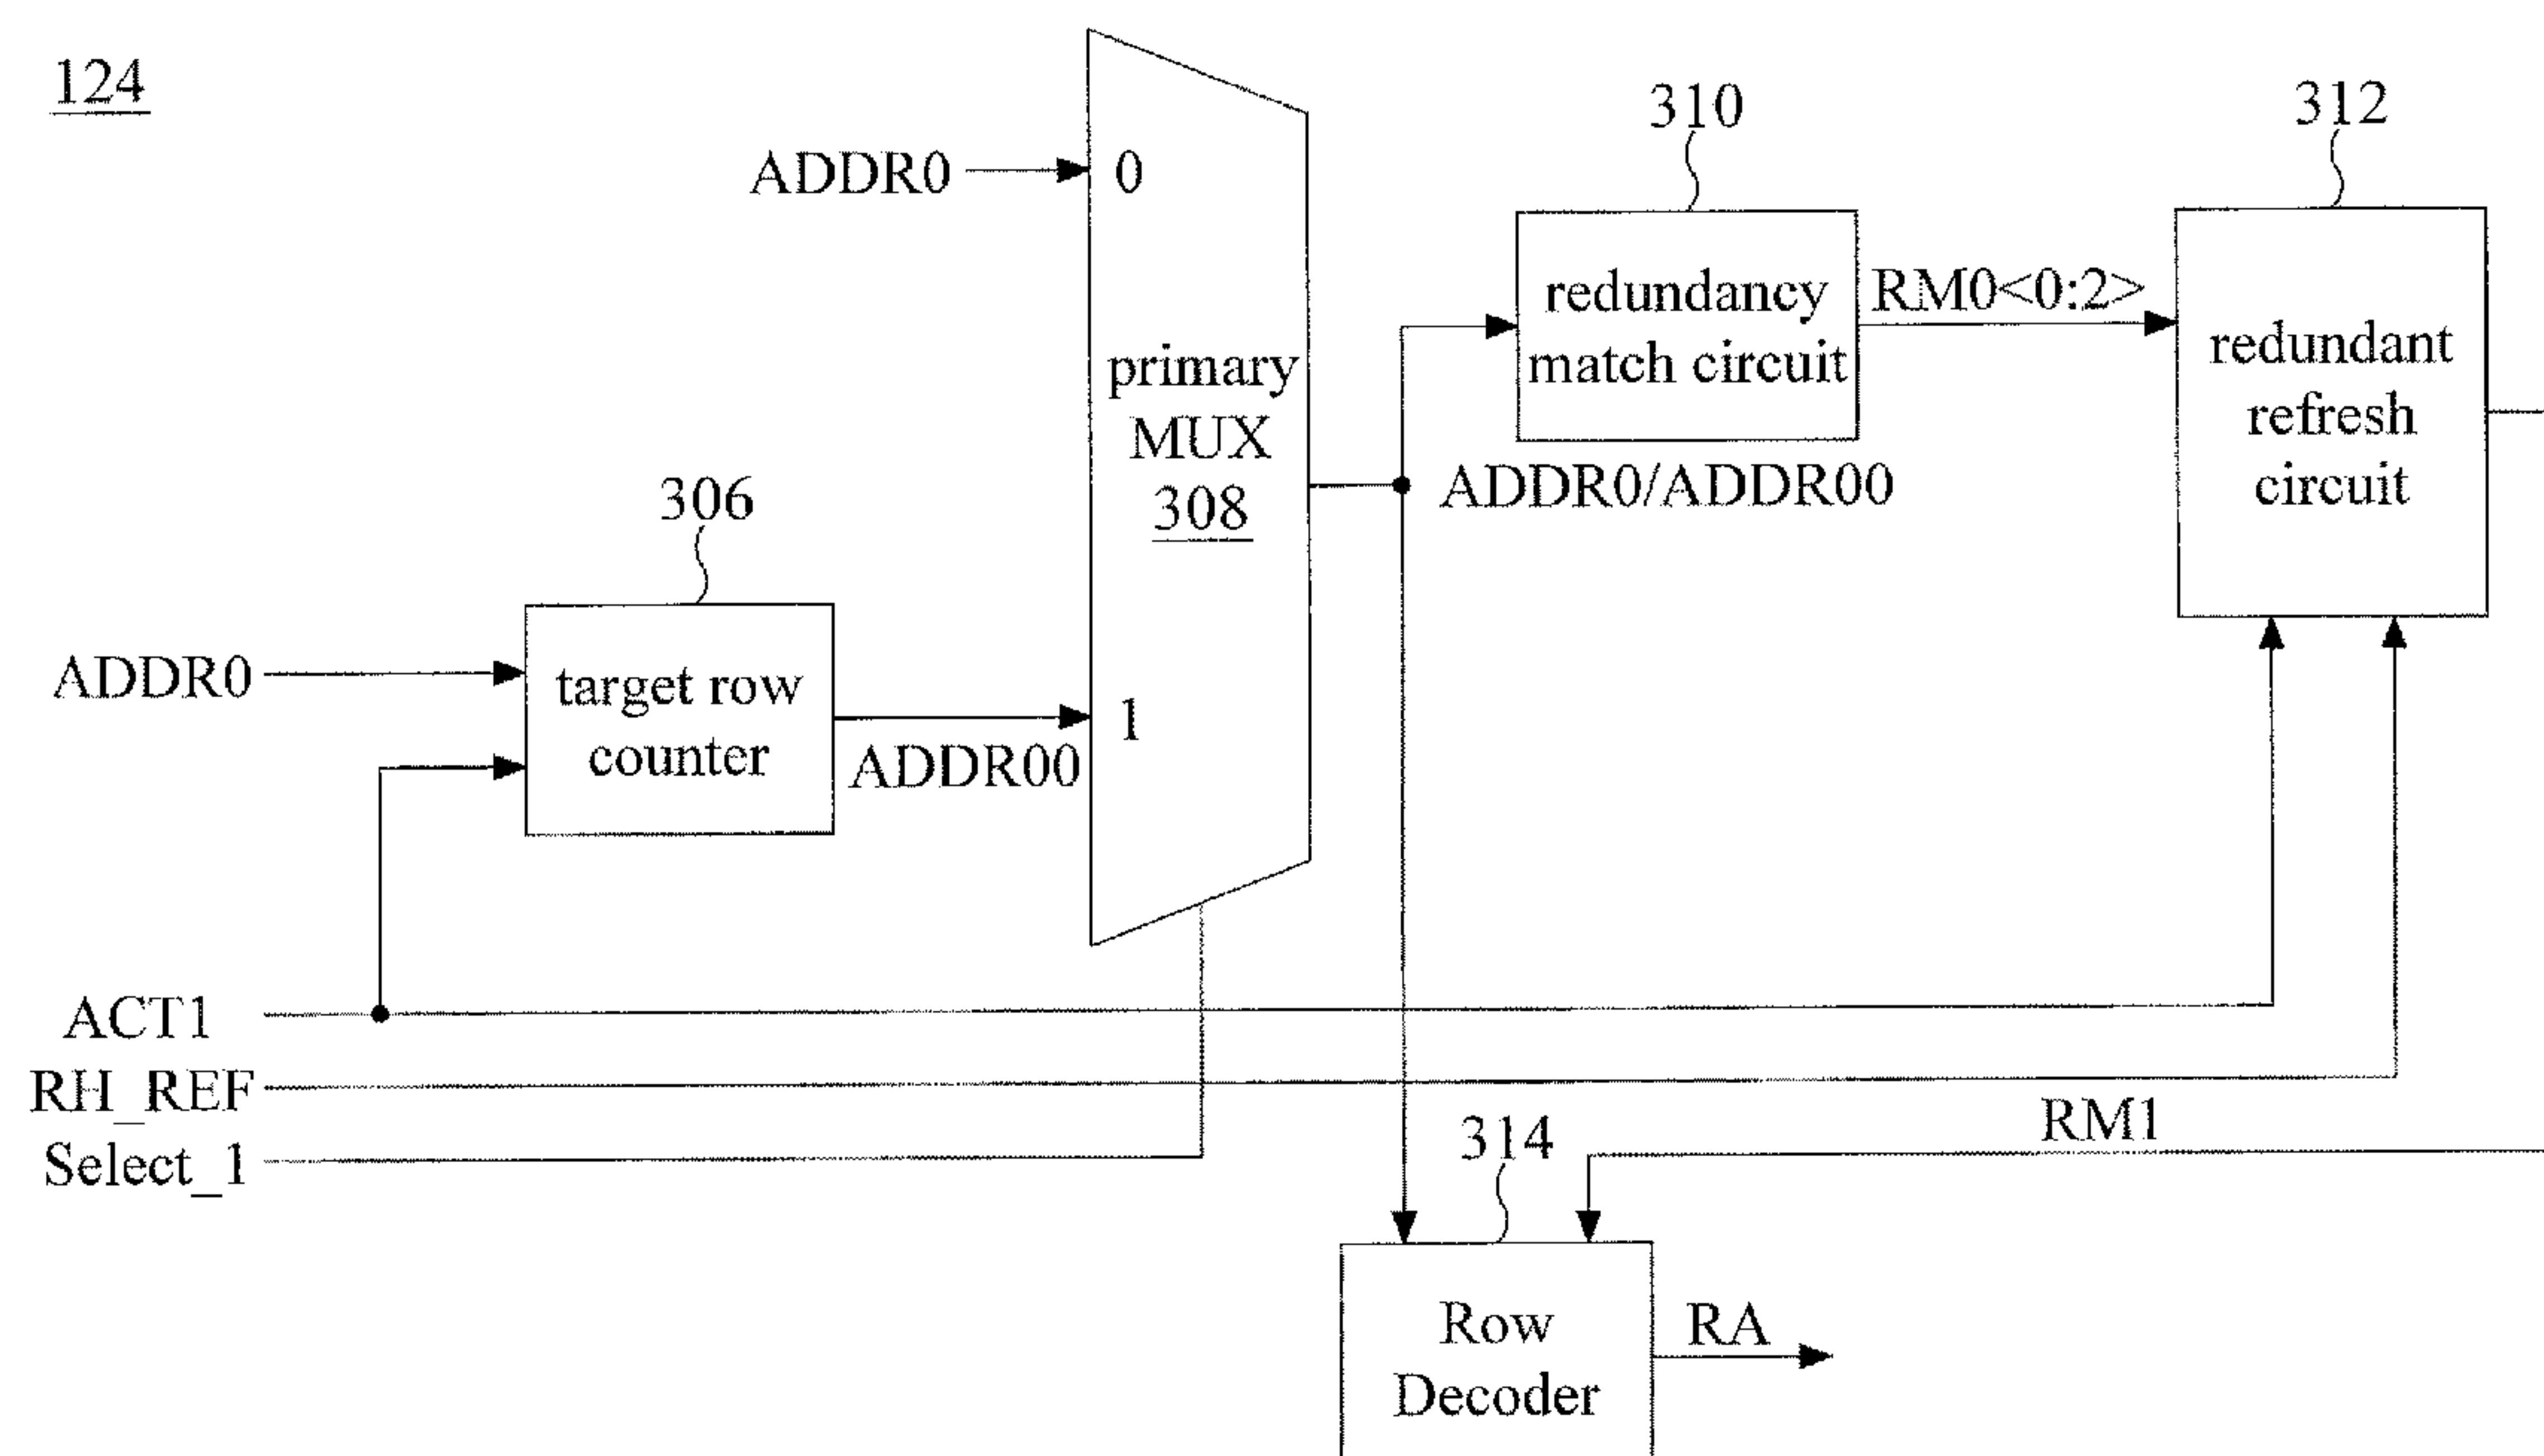 124
310
312
ADDR0
0
redundancy
match circuit
RM0<0:2>
redundant
refresh
circuit
primary
MUX
308
ADDR0/ADDR00
306
ADDR0
target row
counter
1
ADDR00
ACT1
RH_REF
Select_1
RM1
314
Row
Decoder
RA